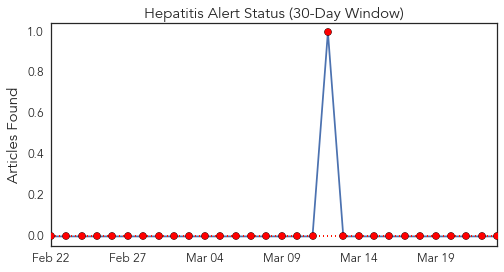 Hepatitis Alert Status (30-Day Window)
Articles Found
1.0
0.8
0.6
0.4
0.2
0.0
Feb 22 Feb 27 Mar 04 Mar 09 Mar 14 Mar 19